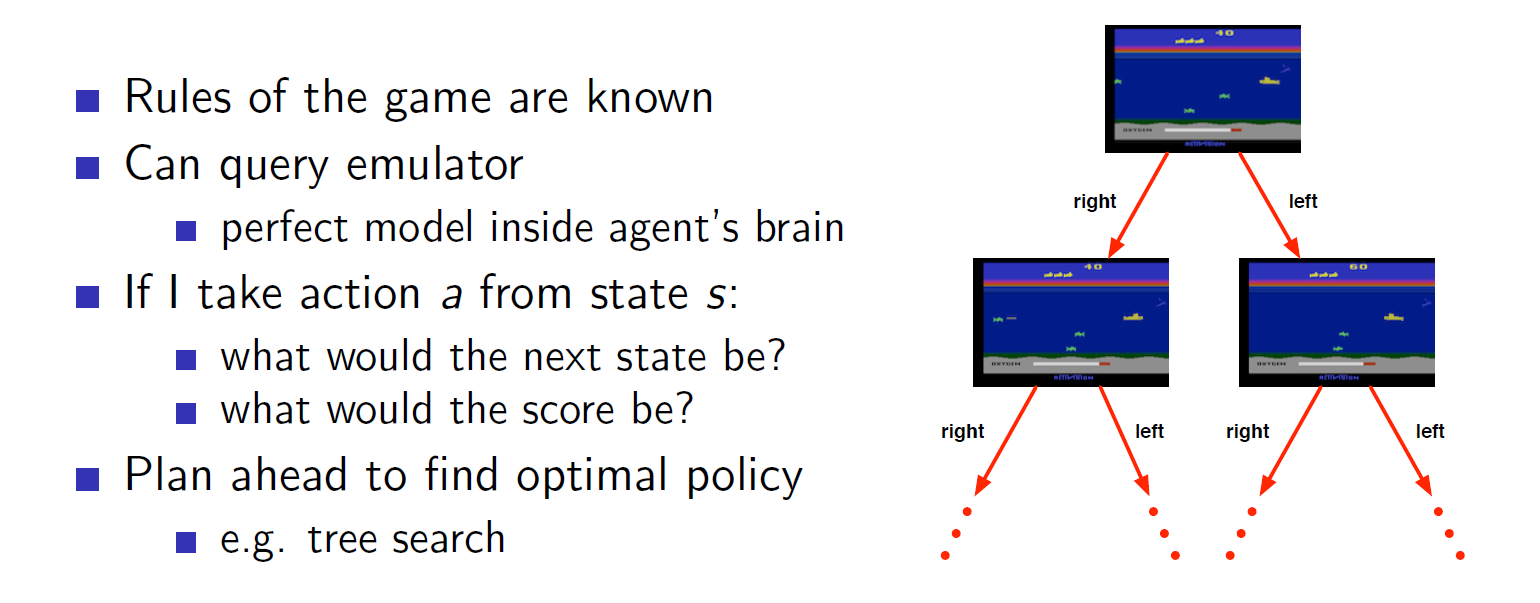 Rules of the game are known
Can query emulator
perfect model inside agent's brain
If I take action a from state s:
what would the next state be?
what would the score be?
Plan ahead to find optimal policy
e.g. tree search
40
OXYGEN
ACTIVISION
right
left
40
OXYGEN
ACTIVISION
60
OXYGEN
ACTIVISION
right
left
right
left